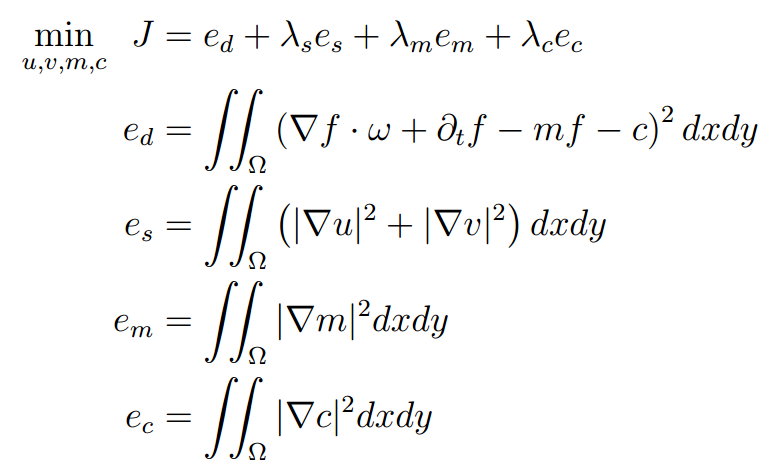 min_{u,v,m,c} J = e_d + λ_s e_s + λ_m e_m + λ_c e_c
e_d = ∬_Ω (∇f · ω + ∂_t f − mf − c)² dxdy
e_s = ∬_Ω (|∇u|² + |∇v|²) dxdy
e_m = ∬_Ω |∇m|² dxdy
e_c = ∬_Ω |∇c|² dxdy